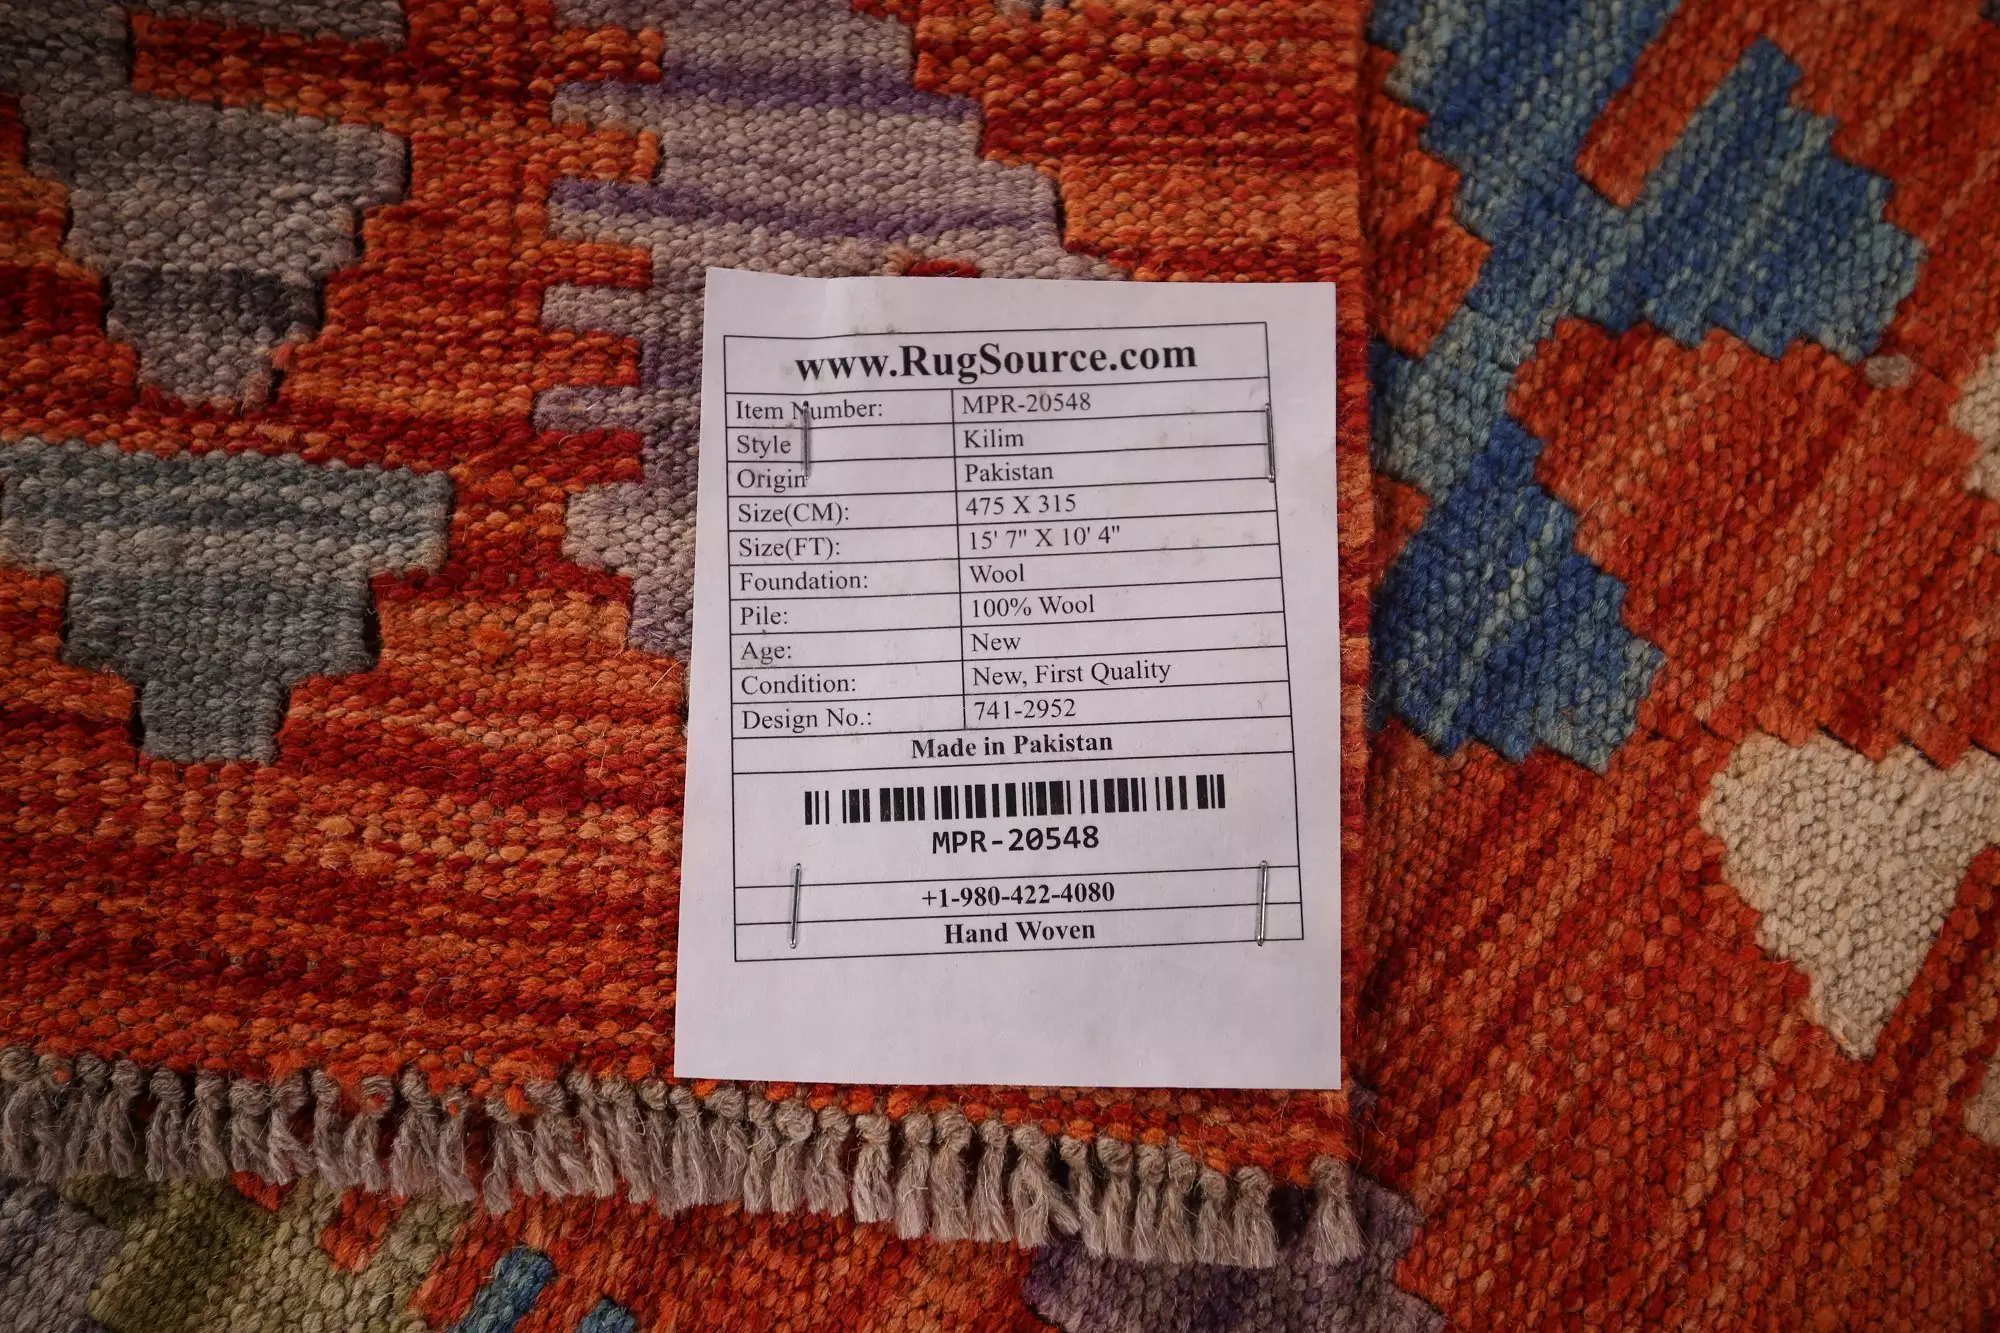 www.RugSource.com
Item Number: MPR-20548
Style Kilim
Origin Pakistan
Size(CM): 475 X 315
Size(FT): 15' 7" X 10' 4"
Foundation: Wool
Pile: 100% Wool
Age: New
Condition: New, First Quality
Design No.: 741-2952
Made in Pakistan
MPR-20548
+1-980-422-4080
Hand Woven